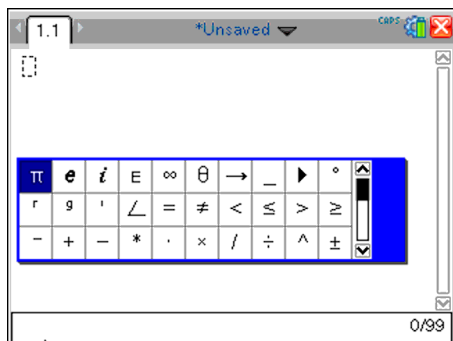 1.1 *Unsaved CAPS
π e i E ∞ θ → _ ▶ °
r g ' ∠ = ≠ < ≤ > ≥
− + – * · × / ÷ ^ ±
0/99